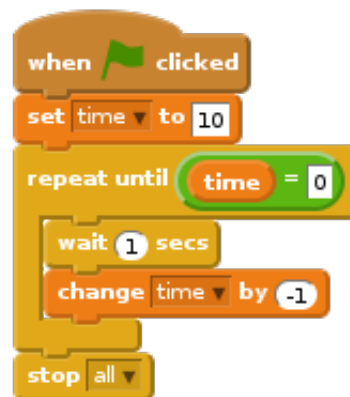 when clicked
set time to 10
repeat until time = 0
wait 1 secs
change time by -1
stop all